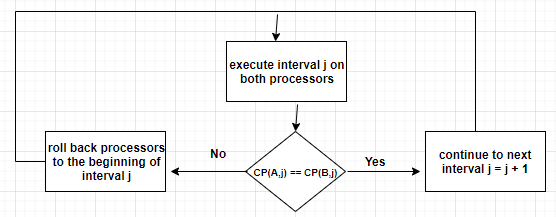 execute interval j on
both processors
roll back processors
to the beginning of
interval j
No
CP(A,j) == CP(B,j)
Yes
continue to next
interval j = j + 1